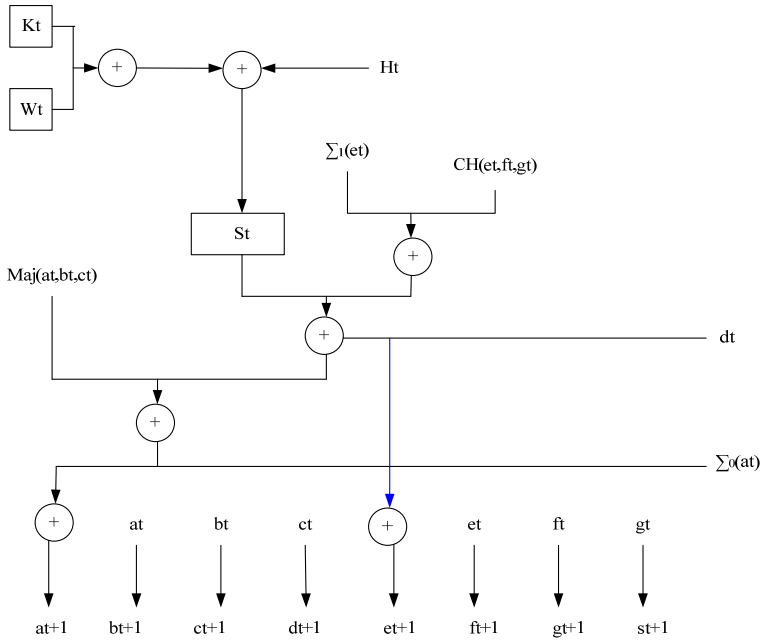 Kt
+
+
Ht
Wt
∑1(et)
CH(et,ft,gt)
St
+
Maj(at,bt,ct)
+
dt
+
∑0(at)
+
at
bt
ct
+
et
ft
gt
at+1
bt+1
ct+1
dt+1
et+1
ft+1
gt+1
st+1